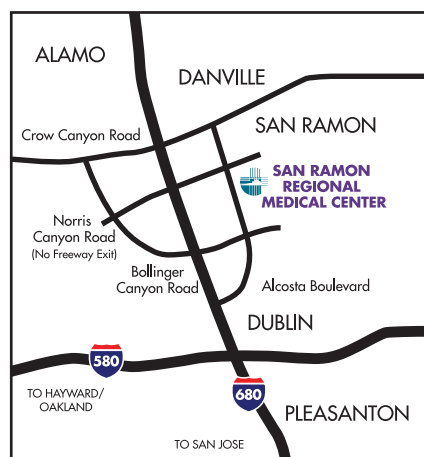 ALAMO
DANVILLE
Crow Canyon Road
SAN RAMON
SAN RAMON
REGIONAL
MEDICAL CENTER
Norris
Canyon Road
(No Freeway Exit)
Bollinger
Canyon Road
Alcosta Boulevard
DUBLIN
580
680
TO HAYWARD/
OAKLAND
PLEASANTON
TO SAN JOSE